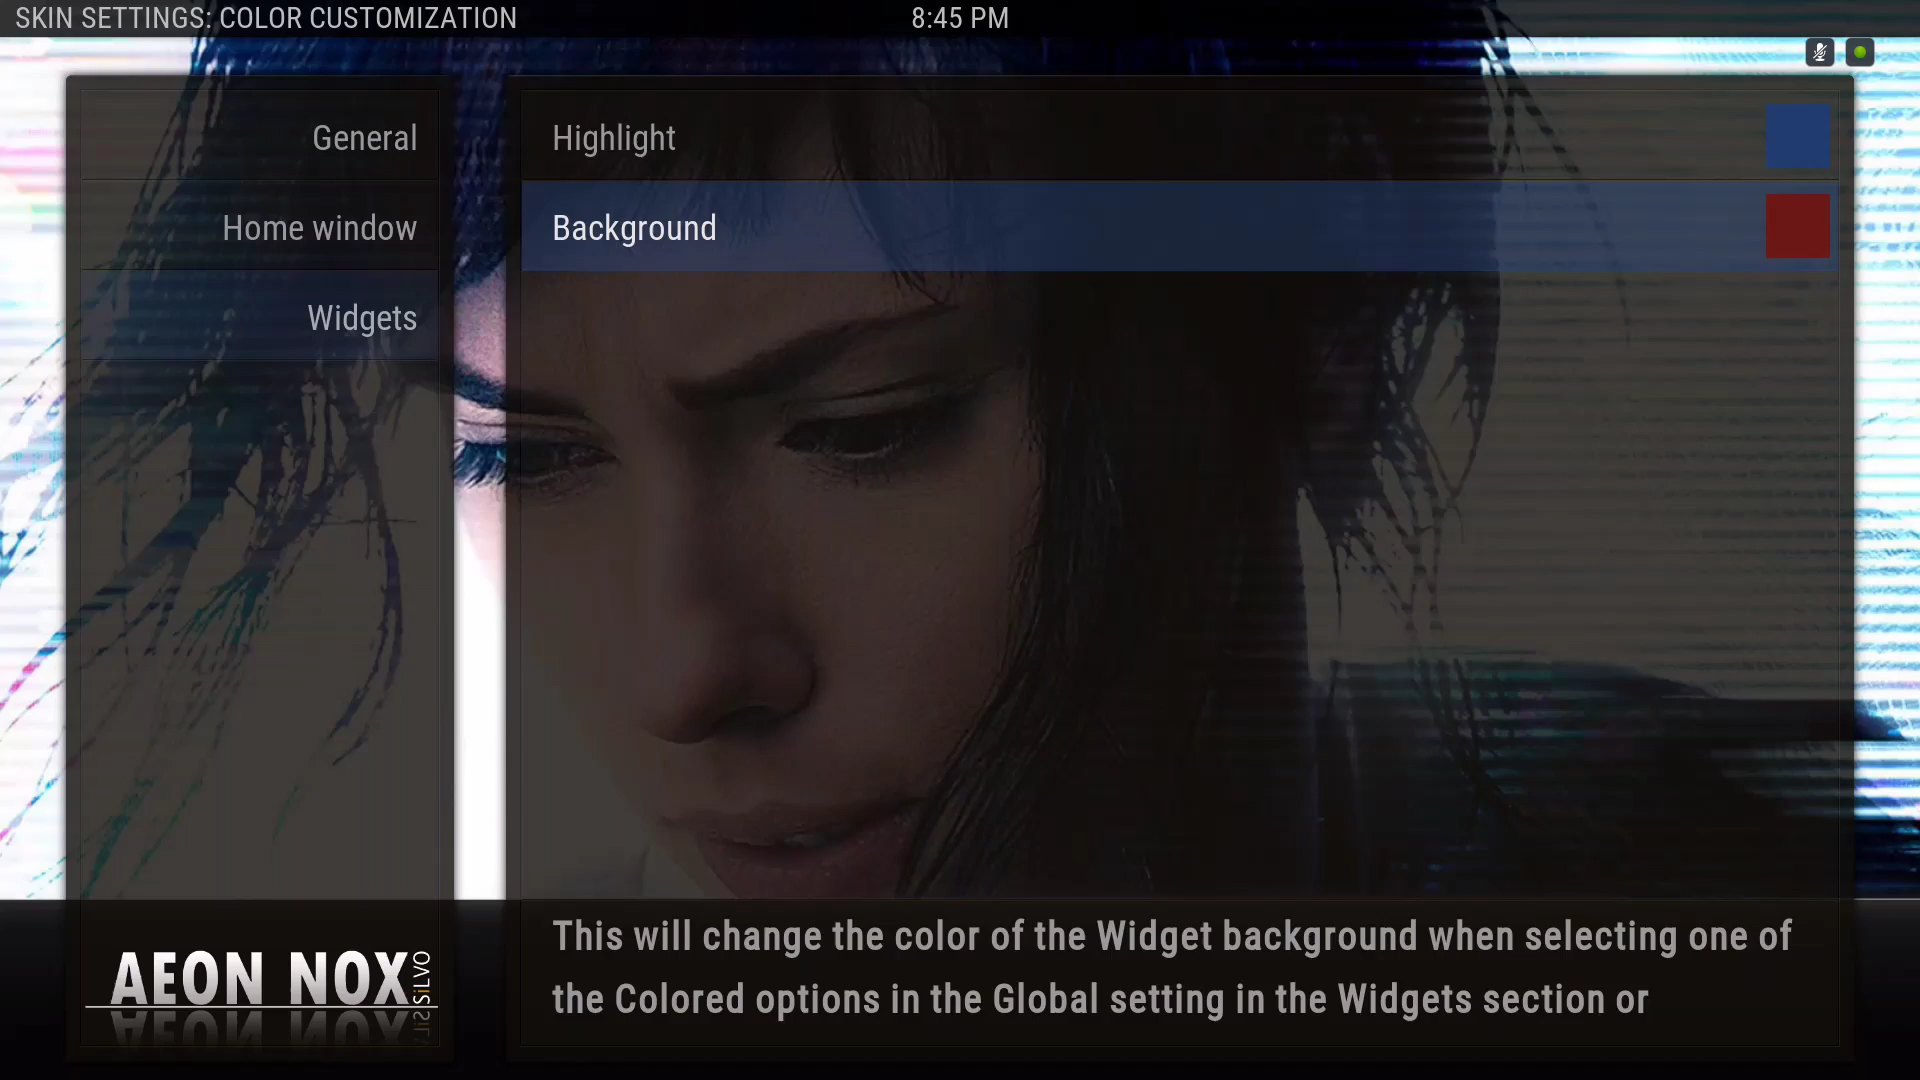 SKIN SETTINGS: COLOR CUSTOMIZATION
8:45 PM
General
Home window
Widgets
Highlight
Background
This will change the color of the Widget background when selecting one of
the Colored options in the Global setting in the Widgets section or
AEON NOX
SiLVO